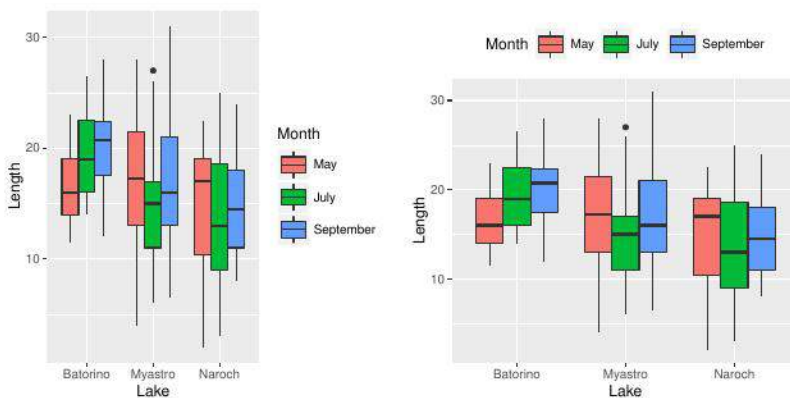 30
20
10
Length
Batorino Myastro Naroch
Lake
Month
May
July
September
Month May July September
30
20
10
Length
Batorino Myastro Naroch
Lake